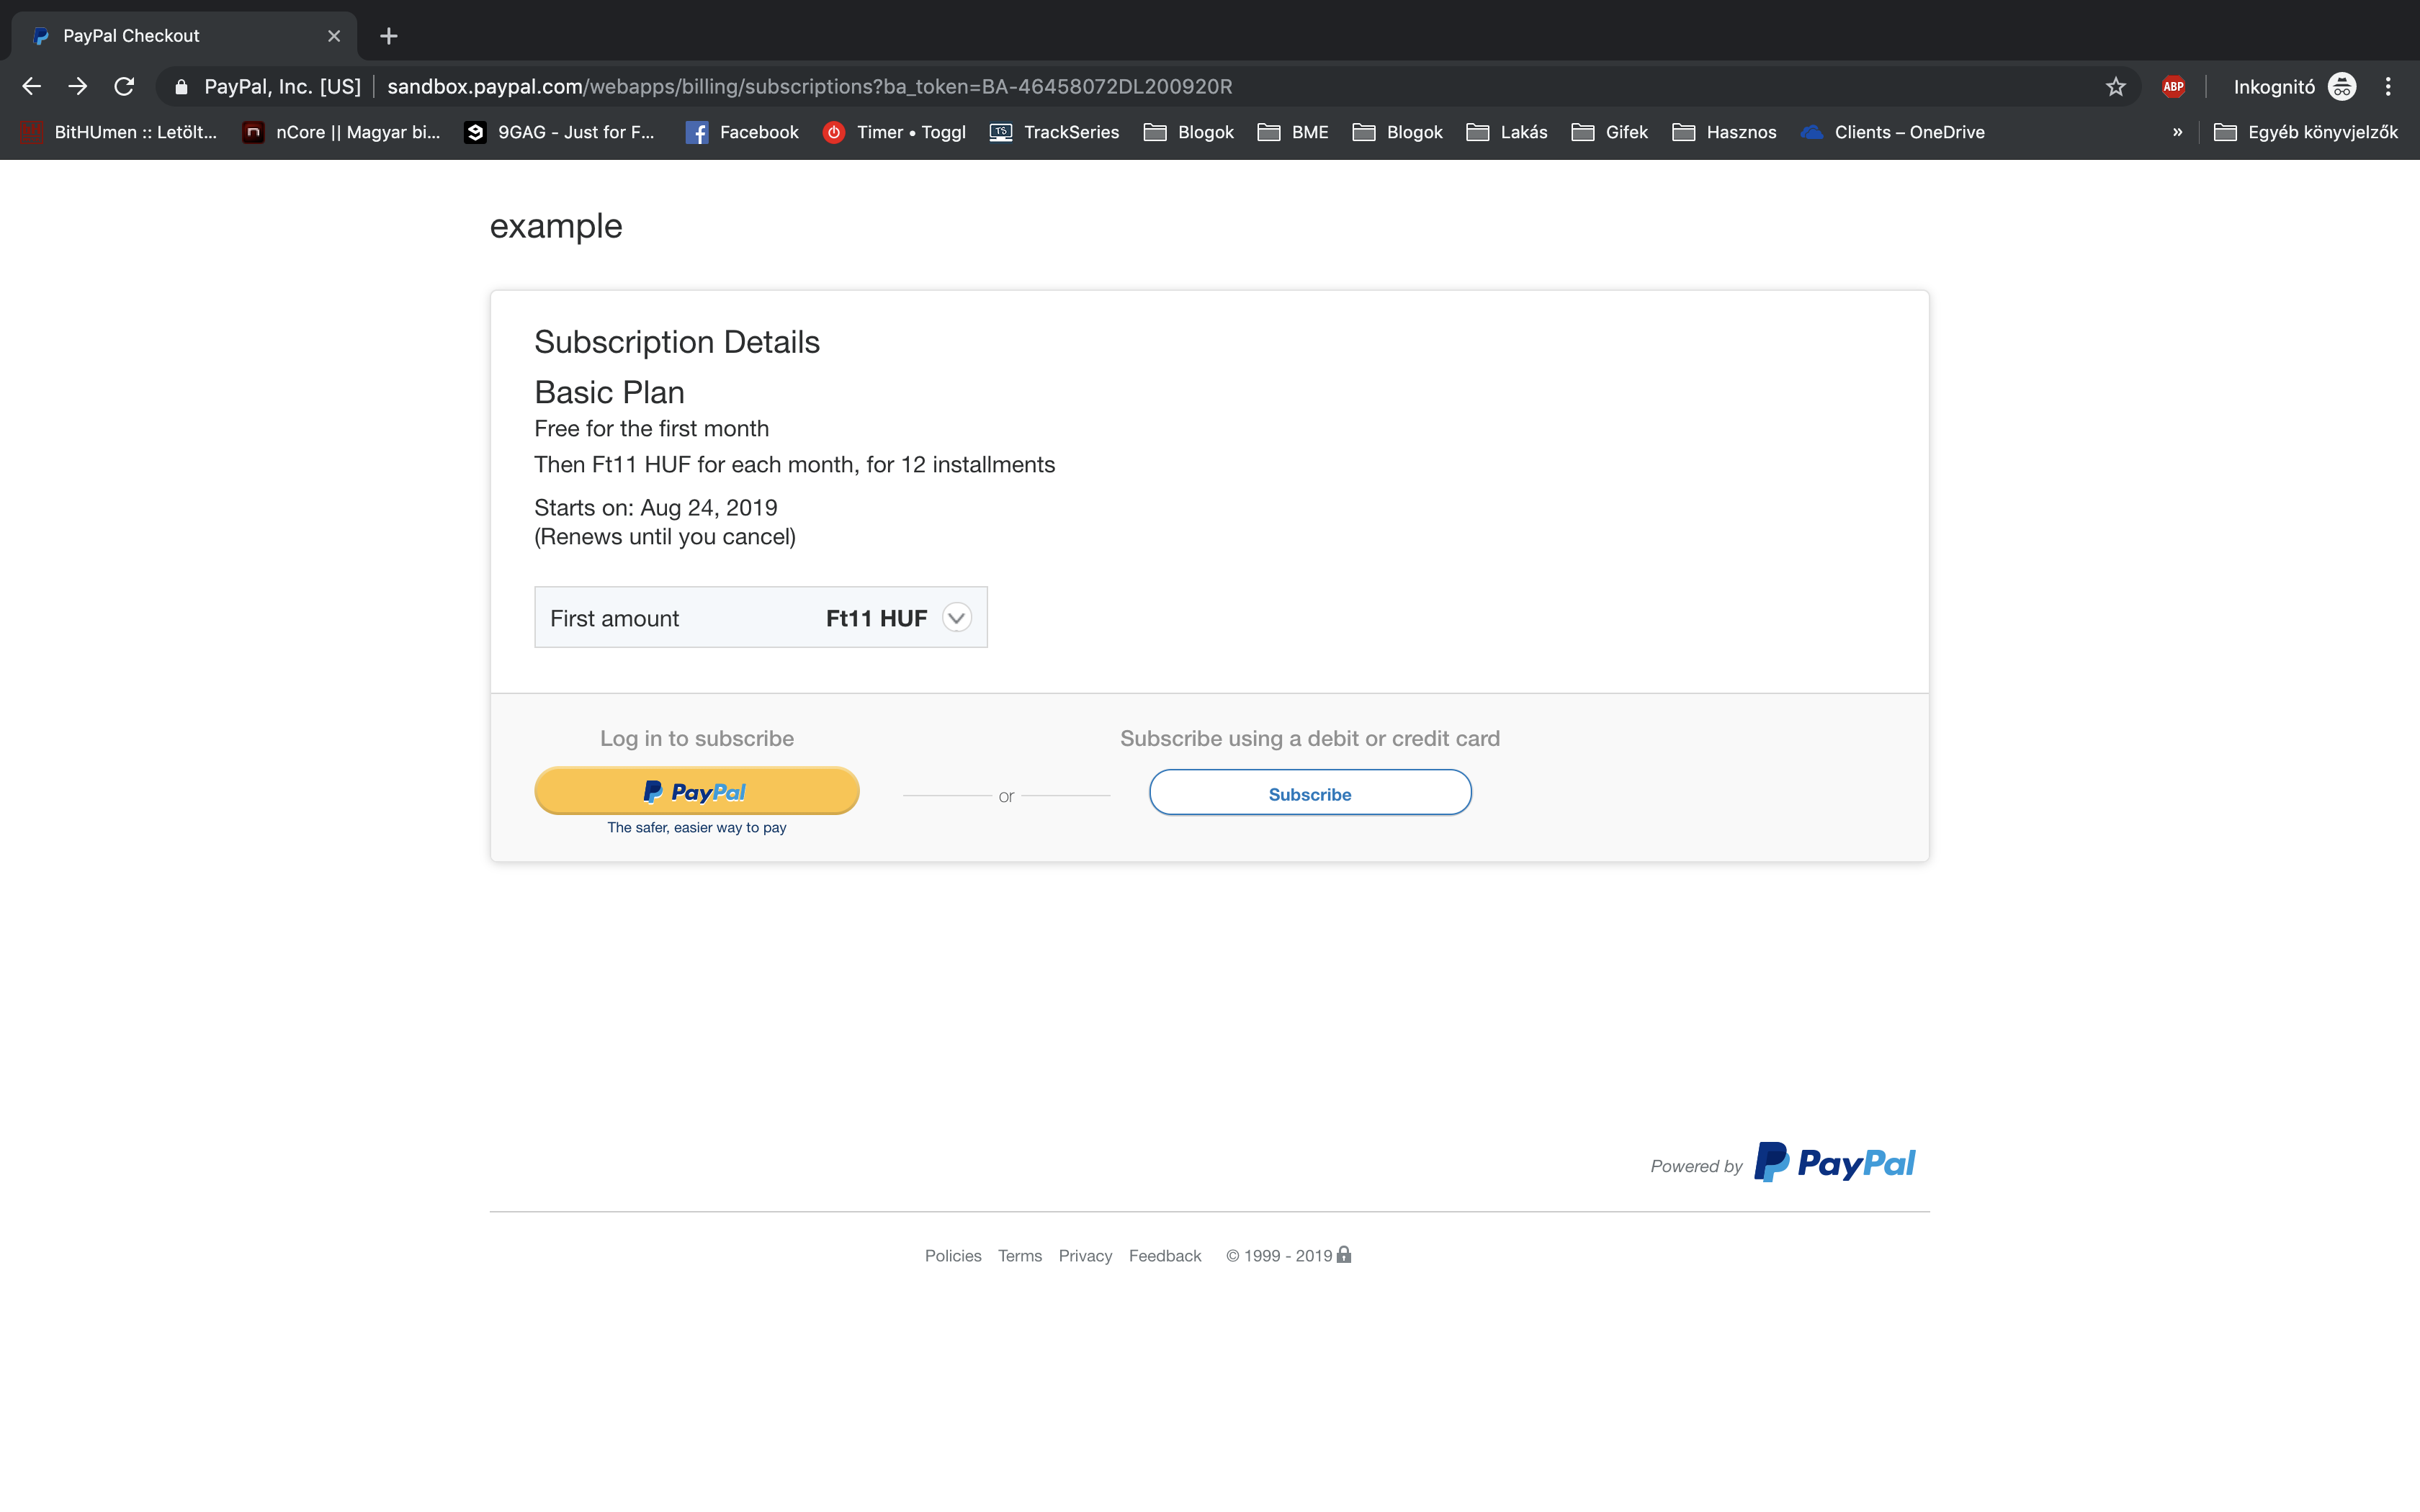 PayPal Checkout
PayPal, Inc. [US] sandbox.paypal.com/webapps/billing/subscriptions?ba_token=BA-46458072DL200920R ABP Inkognitó
BitHUmen :: Letölt... nCore || Magyar bi... 9GAG - Just for F... Facebook Timer • Toggl TS TrackSeries Blogok BME Blogok Lakás Gifek Hasznos Clients – OneDrive » Egyéb könyvjelzők
example
Subscription Details
Basic Plan
Free for the first month
Then Ft11 HUF for each month, for 12 installments
Starts on: Aug 24, 2019
(Renews until you cancel)
First amount Ft11 HUF
Log in to subscribe
PayPal
The safer, easier way to pay
or
Subscribe using a debit or credit card
Subscribe
Powered by PayPal
Policies Terms Privacy Feedback © 1999 - 2019